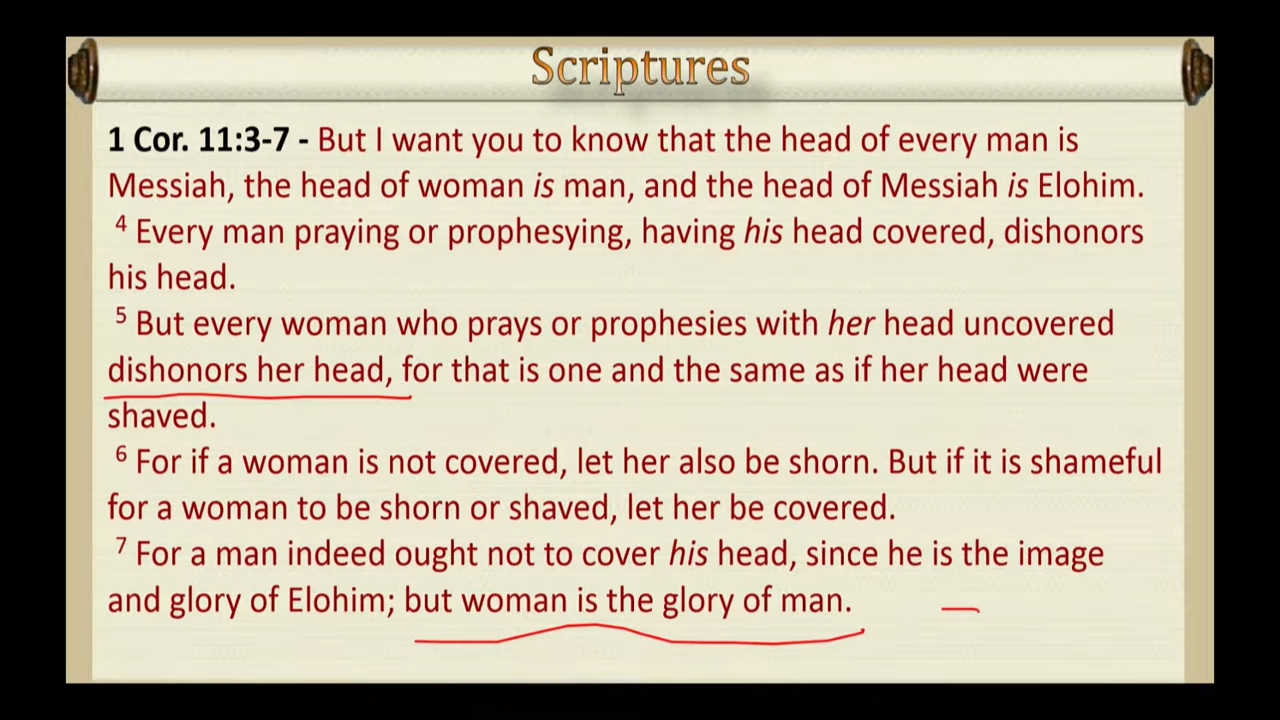 Scriptures
1 Cor. 11:3-7 - But I want you to know that the head of every man is
Messiah, the head of woman is man, and the head of Messiah is Elohim.
4 Every man praying or prophesying, having his head covered, dishonors
his head.
5 But every woman who prays or prophesies with her head uncovered
dishonors her head, for that is one and the same as if her head were
shaved.
6 For if a woman is not covered, let her also be shorn. But if it is shameful
for a woman to be shorn or shaved, let her be covered.
7 For a man indeed ought not to cover his head, since he is the image
and glory of Elohim; but woman is the glory of man.